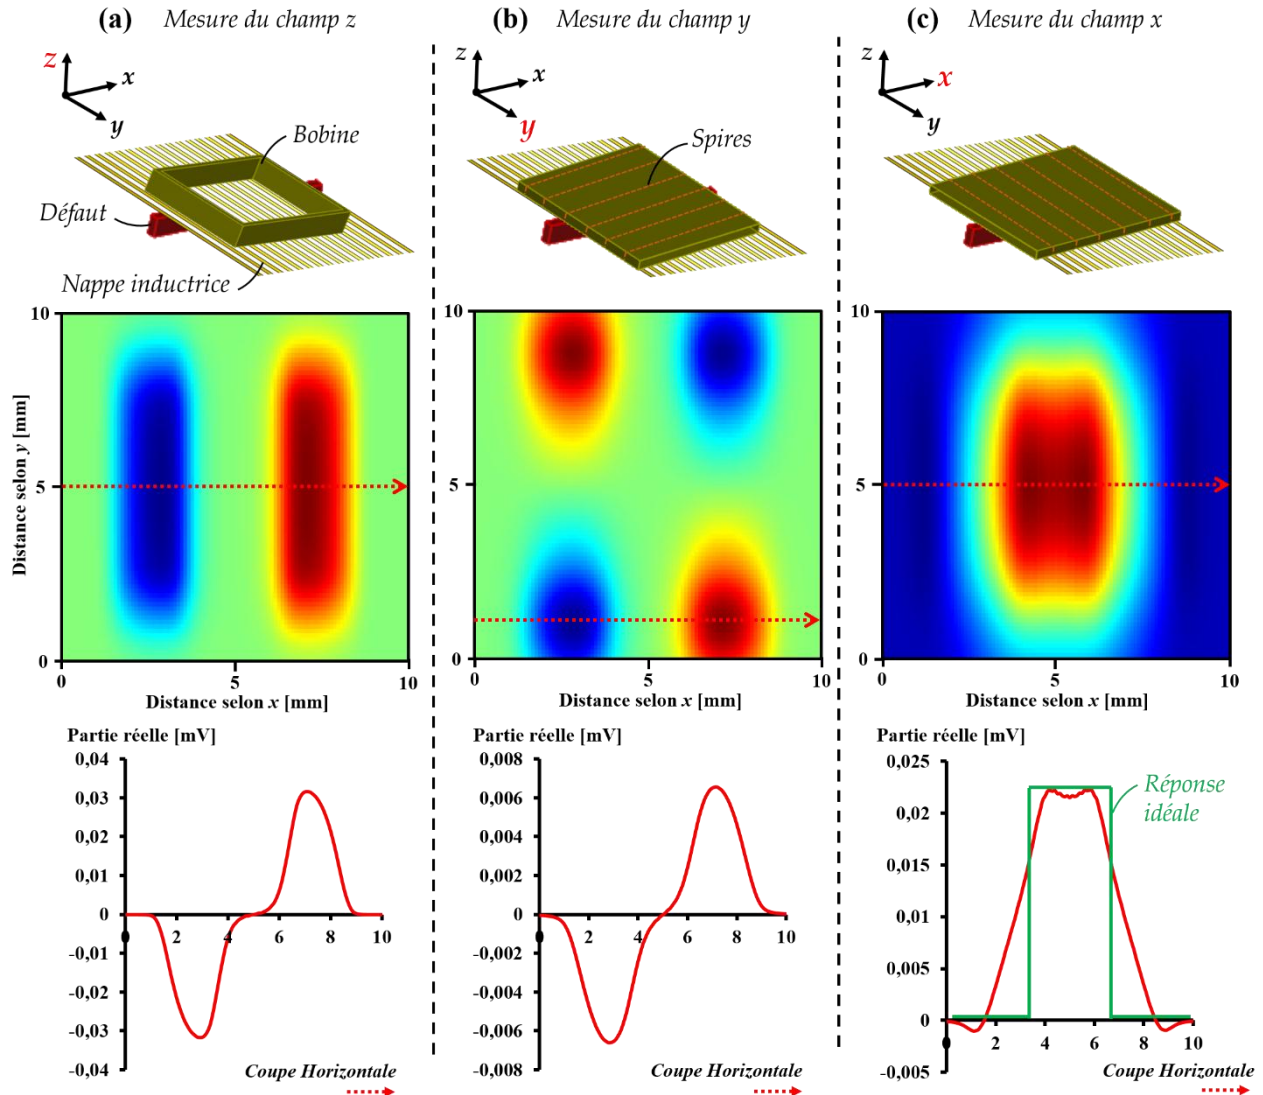 (a) Mesure du champ z
(b) Mesure du champ y
(c) Mesure du champ x
z
x
y
Bobine
Défaut
Nappe inductrice
z
x
y
Spires
z
x
y
10
5
0
Distance selon y [mm]
0 5 10
Distance selon x [mm]
10
5
0
0 5 10
Distance selon x [mm]
10
5
0
0 5 10
Distance selon x [mm]
Partie réelle [mV]
0,04
0,03
0,02
0,01
0
-0,01
-0,02
-0,03
-0,04
0 2 4 6 8 10
Coupe Horizontale
Partie réelle [mV]
0,008
0,006
0,004
0,002
0
-0,002
-0,004
-0,006
-0,008
0 2 4 6 8 10
Coupe Horizontale
Partie réelle [mV]
0,025
0,02
0,015
0,01
0,005
0
-0,005
0 2 4 6 8 10
Réponse
idéale
Coupe Horizontale